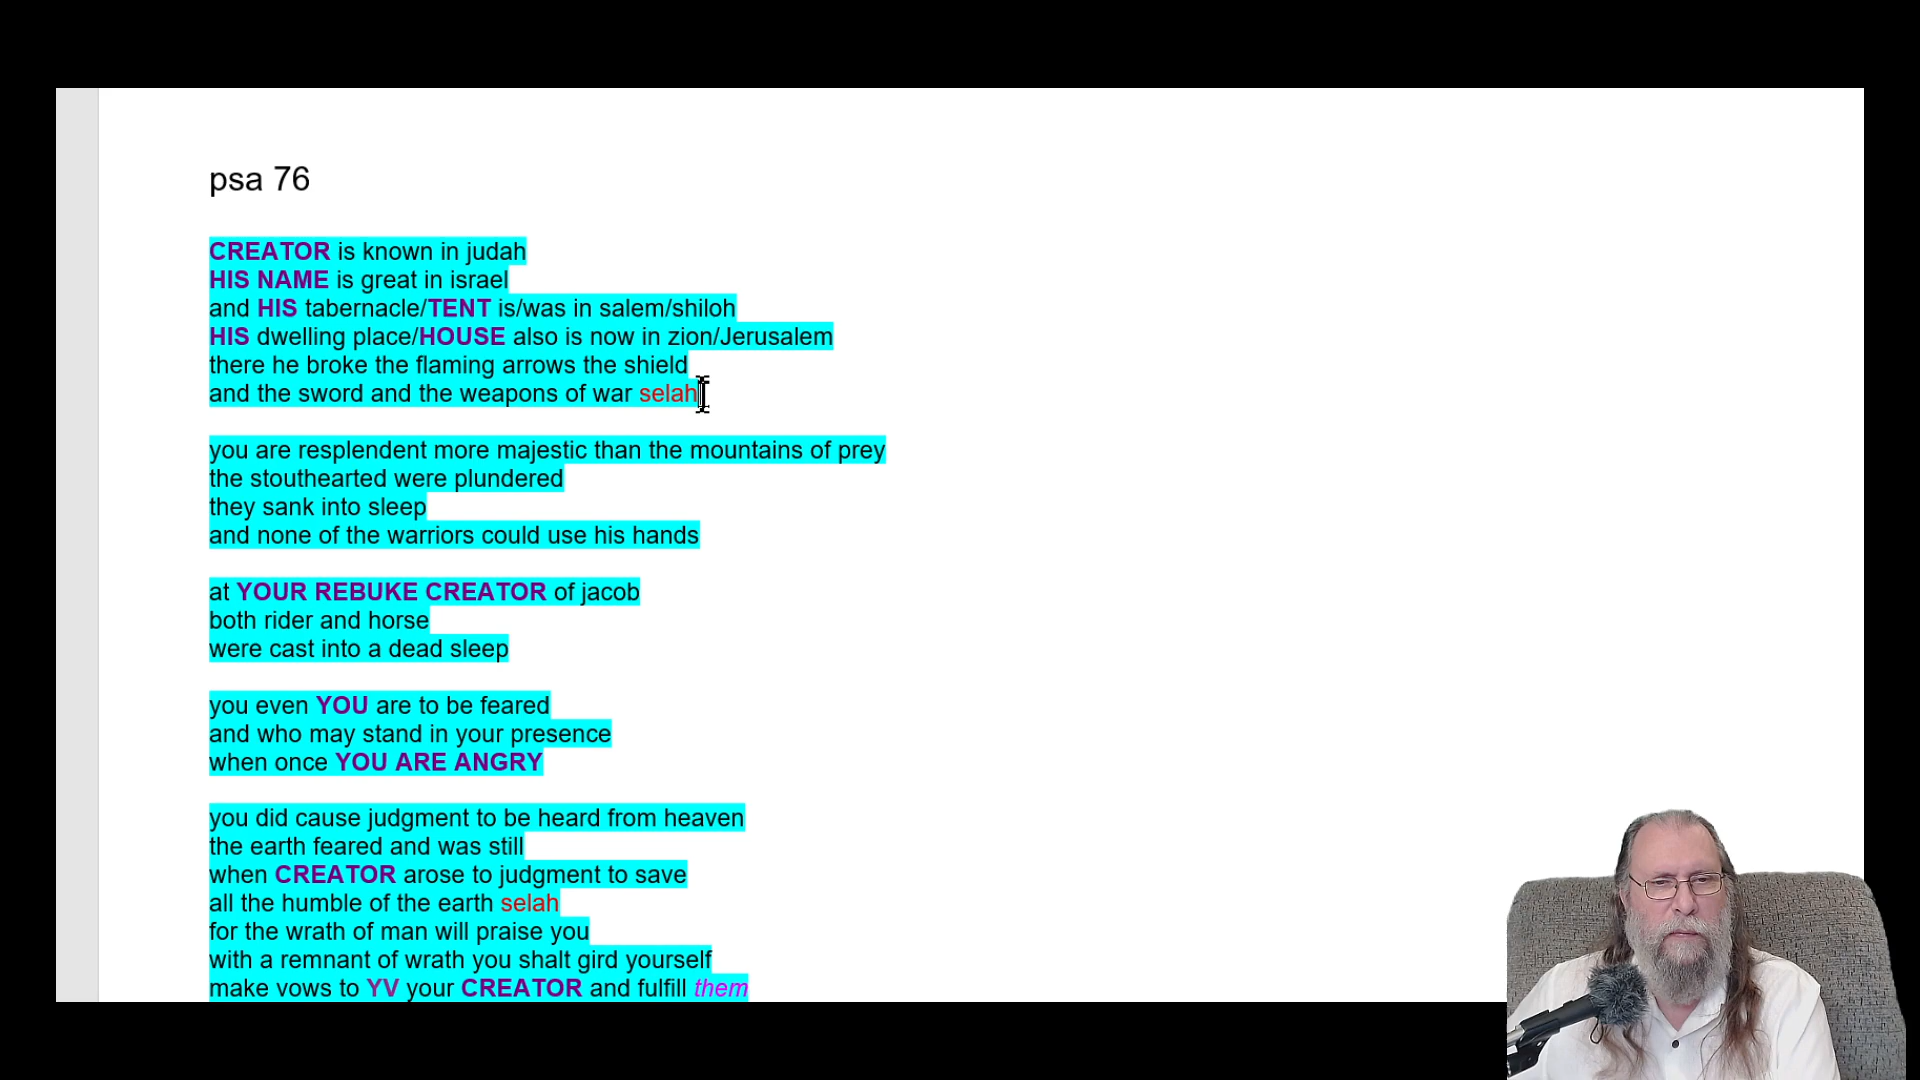 psa 76
CREATOR is known in judah
HIS NAME is great in israel
and HIS tabernacle/TENT is/was in salem/shiloh
HIS dwelling place/HOUSE also is now in zion/Jerusalem
there he broke the flaming arrows the shield
and the sword and the weapons of war selah
you are resplendent more majestic than the mountains of prey
the stouthearted were plundered
they sank into sleep
and none of the warriors could use his hands
at YOUR REBUKE CREATOR of jacob
both rider and horse
were cast into a dead sleep
you even YOU are to be feared
and who may stand in your presence
when once YOU ARE ANGRY
you did cause judgment to be heard from heaven
the earth feared and was still
when CREATOR arose to judgment to save
all the humble of the earth selah
for the wrath of man will praise you
with a remnant of wrath you shalt gird yourself
make vows to YV your CREATOR and fulfill them